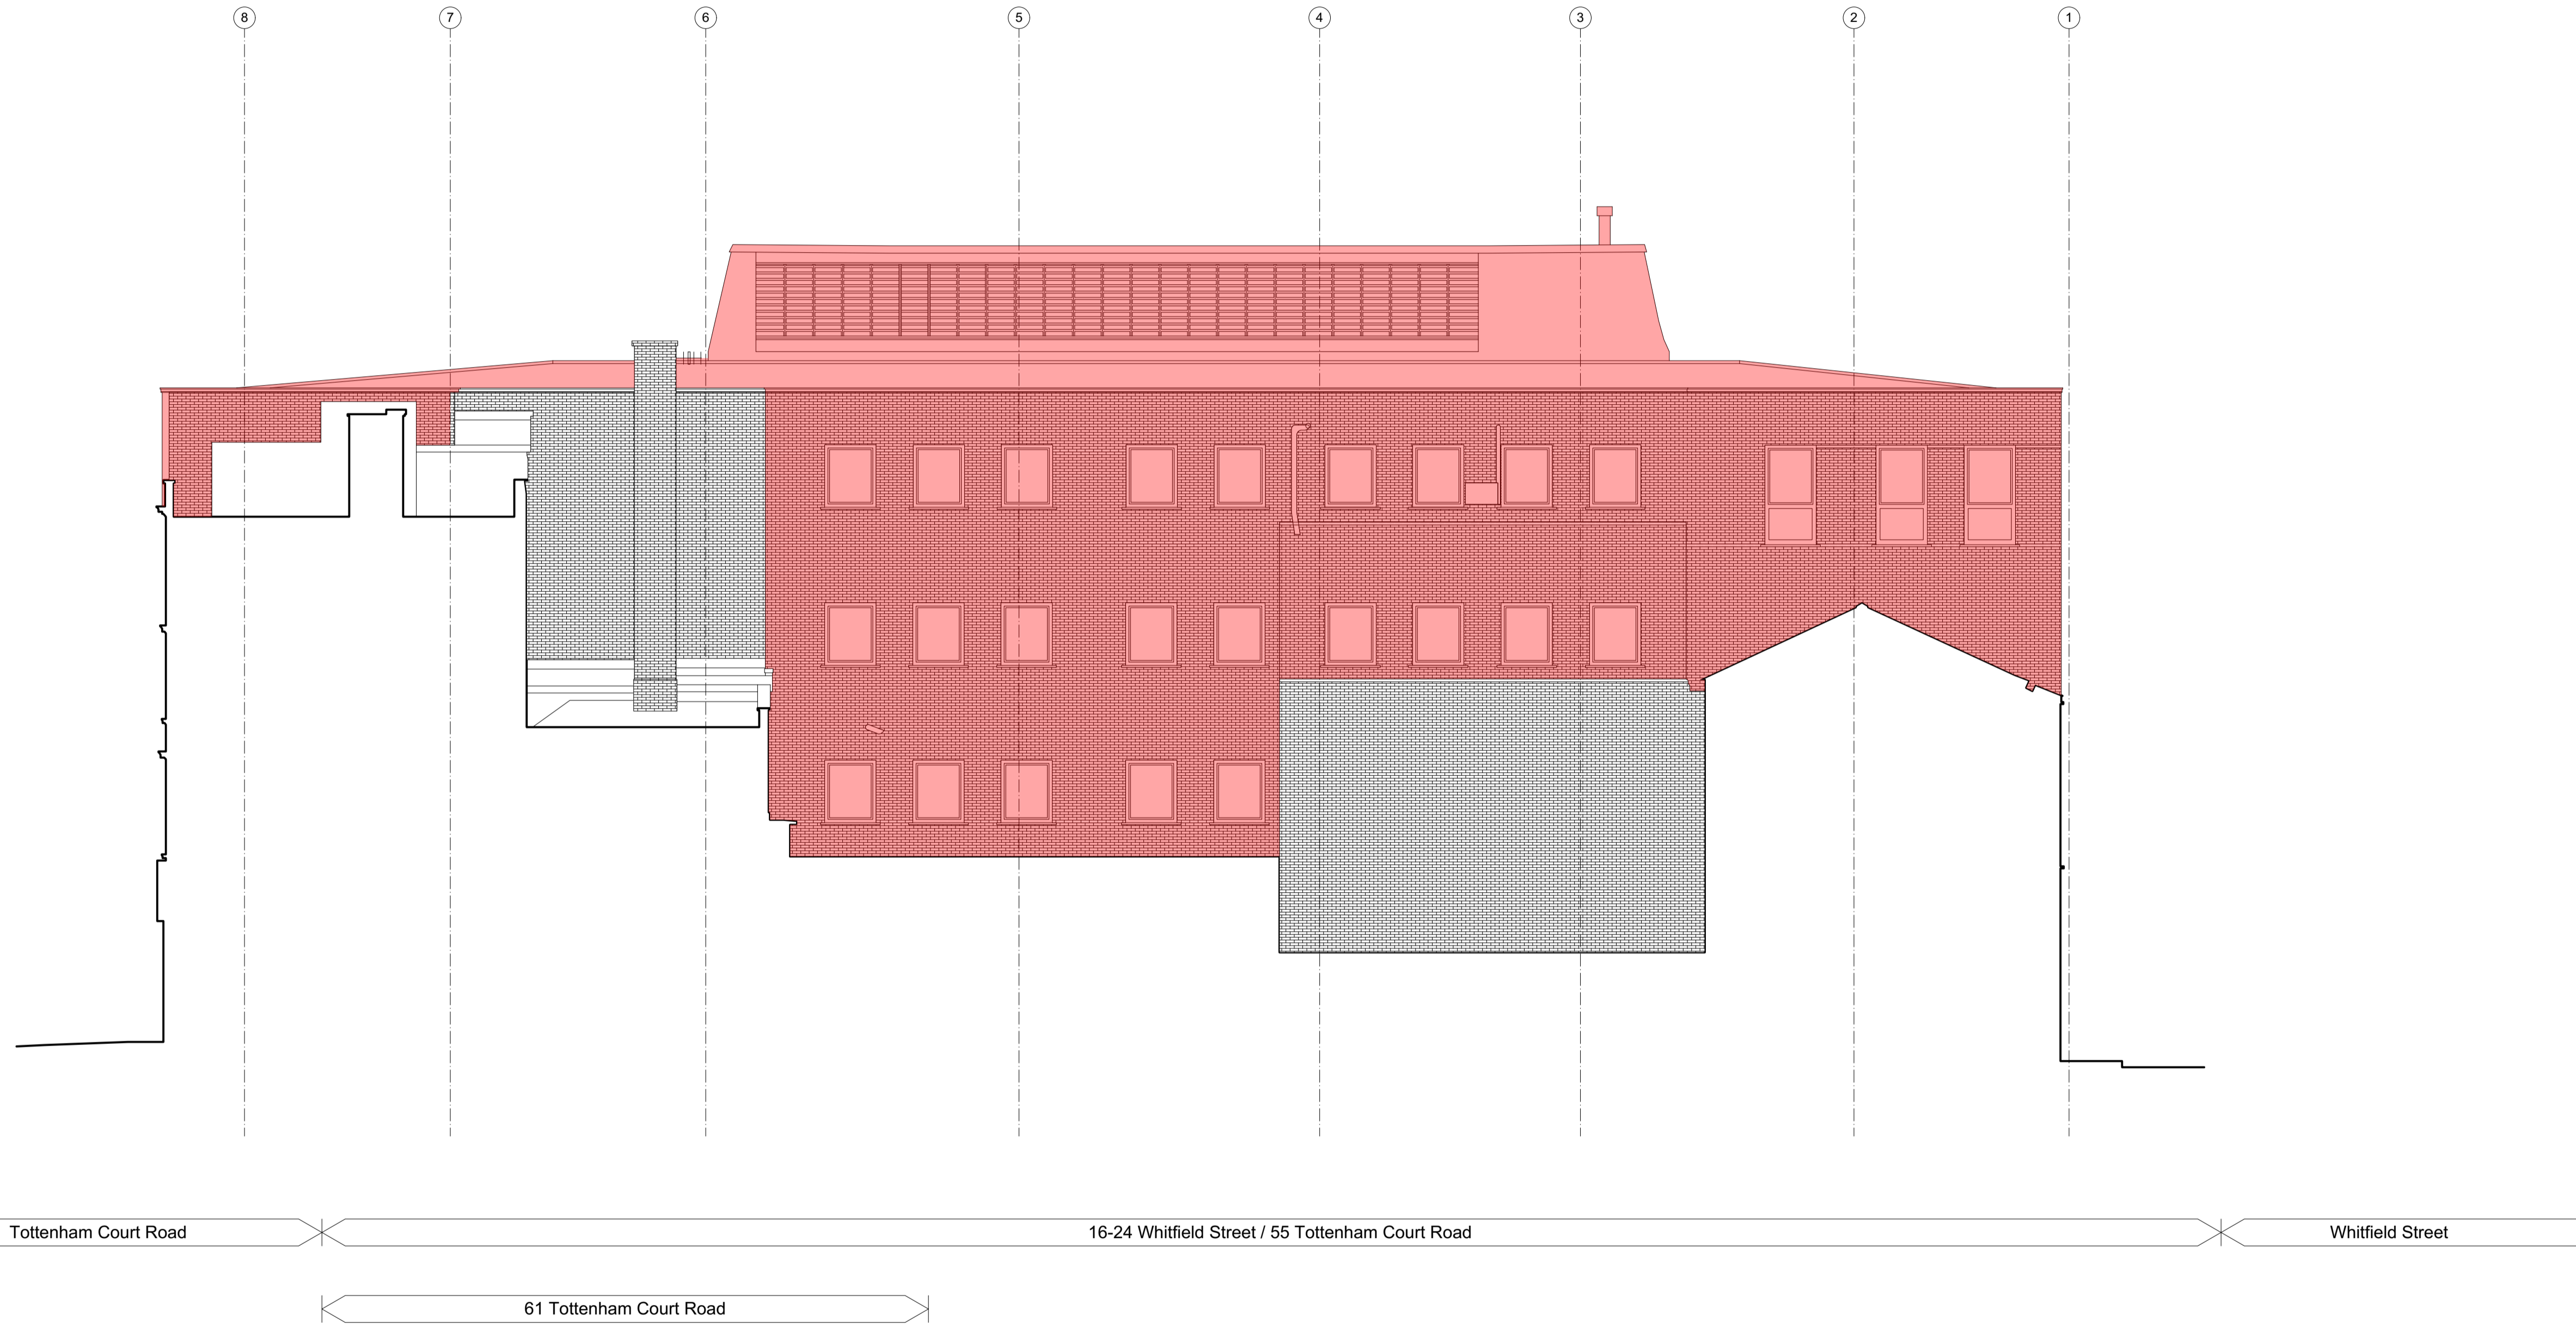 8 7 6 5 4 3 2 1
Tottenham Court Road
16-24 Whitfield Street / 55 Tottenham Court Road
Whitfield Street
61 Tottenham Court Road